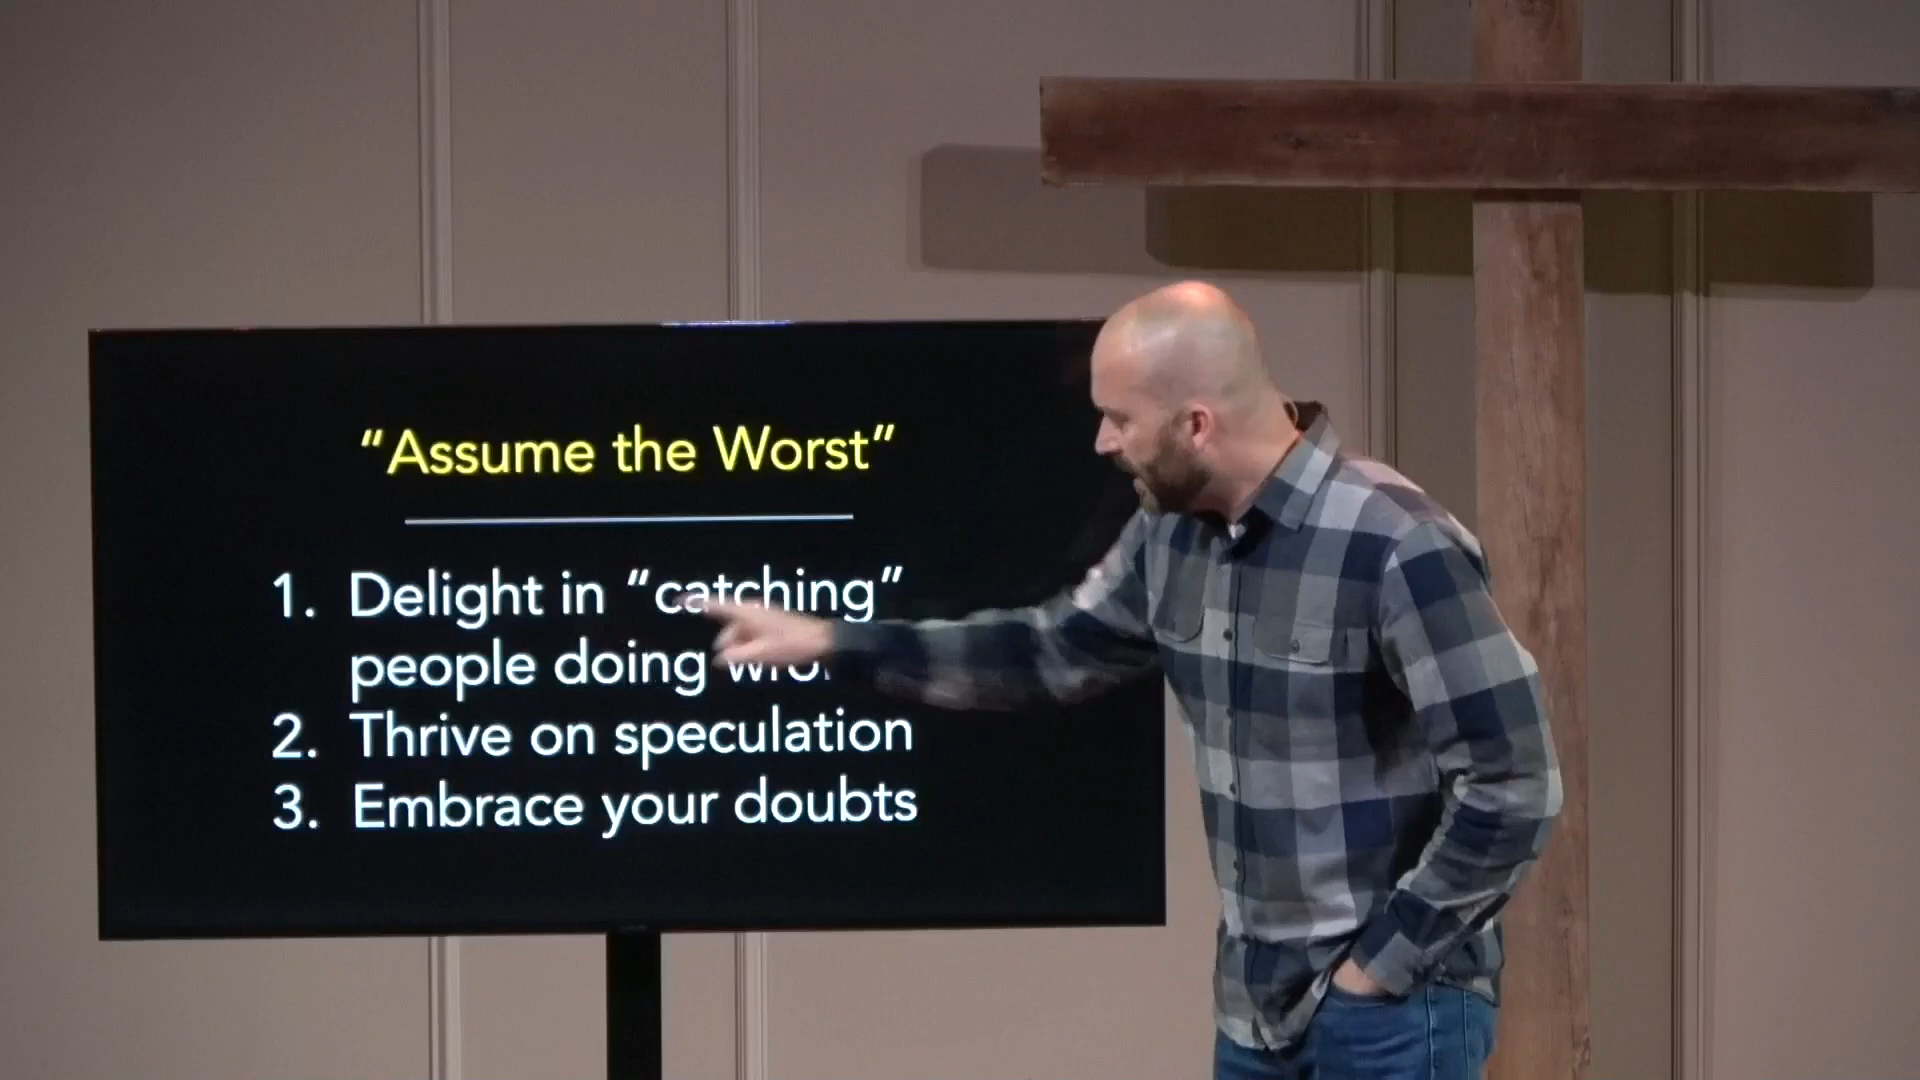 “Assume the Worst”
1. Delight in “catching”
people doing
2. Thrive on speculation
3. Embrace your doubts